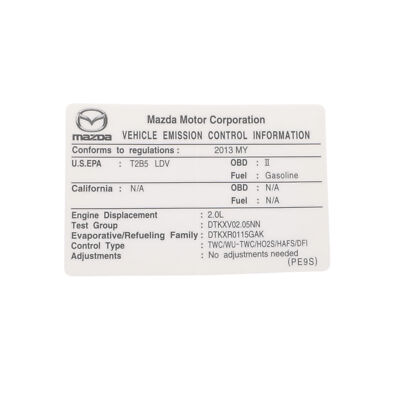 Mazda Motor Corporation
mazda VEHICLE EMISSION CONTROL INFORMATION
Conforms to regulations : 2013 MY
U.S.EPA : T2B5 LDV OBD : II
Fuel : Gasoline
California : N/A OBD : N/A
Fuel : N/A
Engine Displacement : 2.0L
Test Group : DTKXV02.05NN
Evaporative/Refueling Family : DTKXR0115GAK
Control Type : TWC/WU-TWC/HO2S/HAFS/DFI
Adjustments : No adjustments needed
(PE9S)